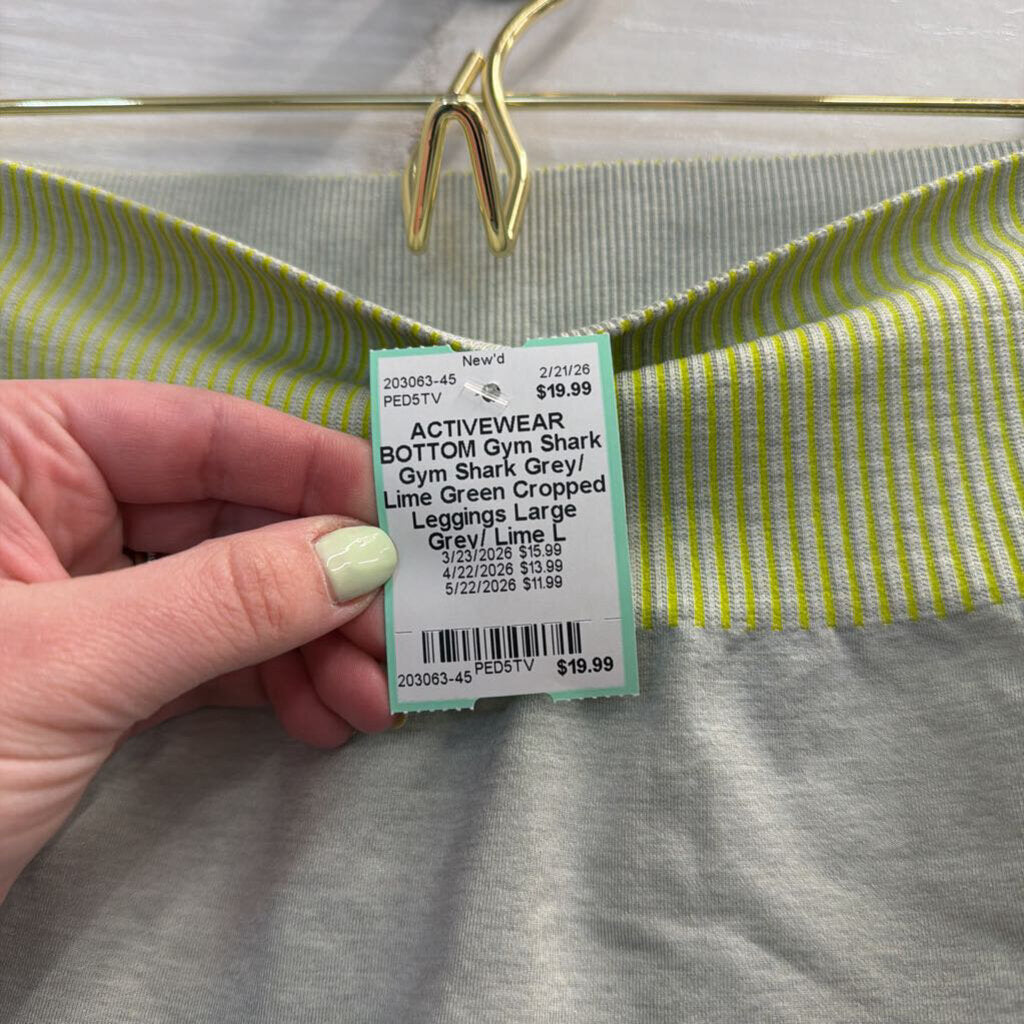 New'd
203063-45 2/21/26
PED5TV $19.99
ACTIVEWEAR
BOTTOM Gym Shark
Gym Shark Grey/
Lime Green Cropped
Leggings Large
Grey/ Lime L
3/23/2026 $15.99
4/22/2026 $13.99
5/22/2026 $11.99
203063-45 PED5TV $19.99